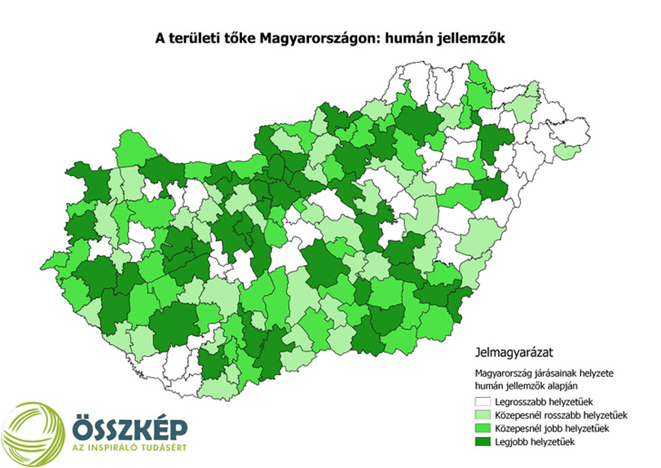 A területi tőke Magyarországon: humán jellemzők
Jelmagyarázat
Magyarország járásainak helyzete
humán jellemzők alapján
Legrosszabb helyzetűek
Közepesnél rosszabb helyzetűek
Közepesnél jobb helyzetűek
Legjobb helyzetűek
ÖSSZKÉP
AZ INSPIRÁLÓ TUDÁSÉRT